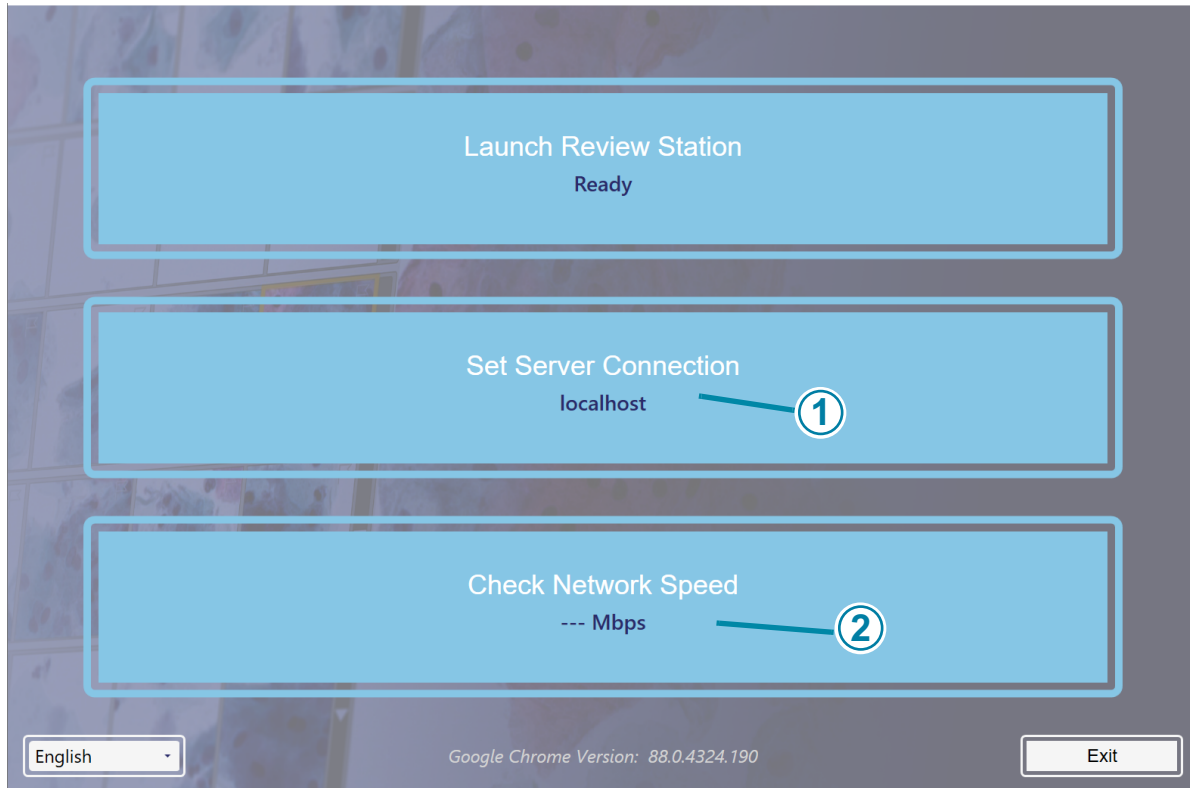 Launch Review Station
Ready
Set Server Connection
localhost
1
Check Network Speed
--- Mbps
2
English
Google Chrome Version: 88.0.4324.190
Exit